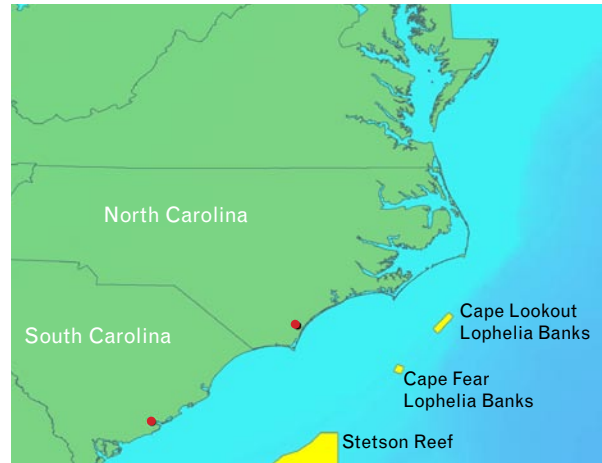 North Carolina
South Carolina
Cape Lookout
Lophelia Banks
Cape Fear
Lophelia Banks
Stetson Reef